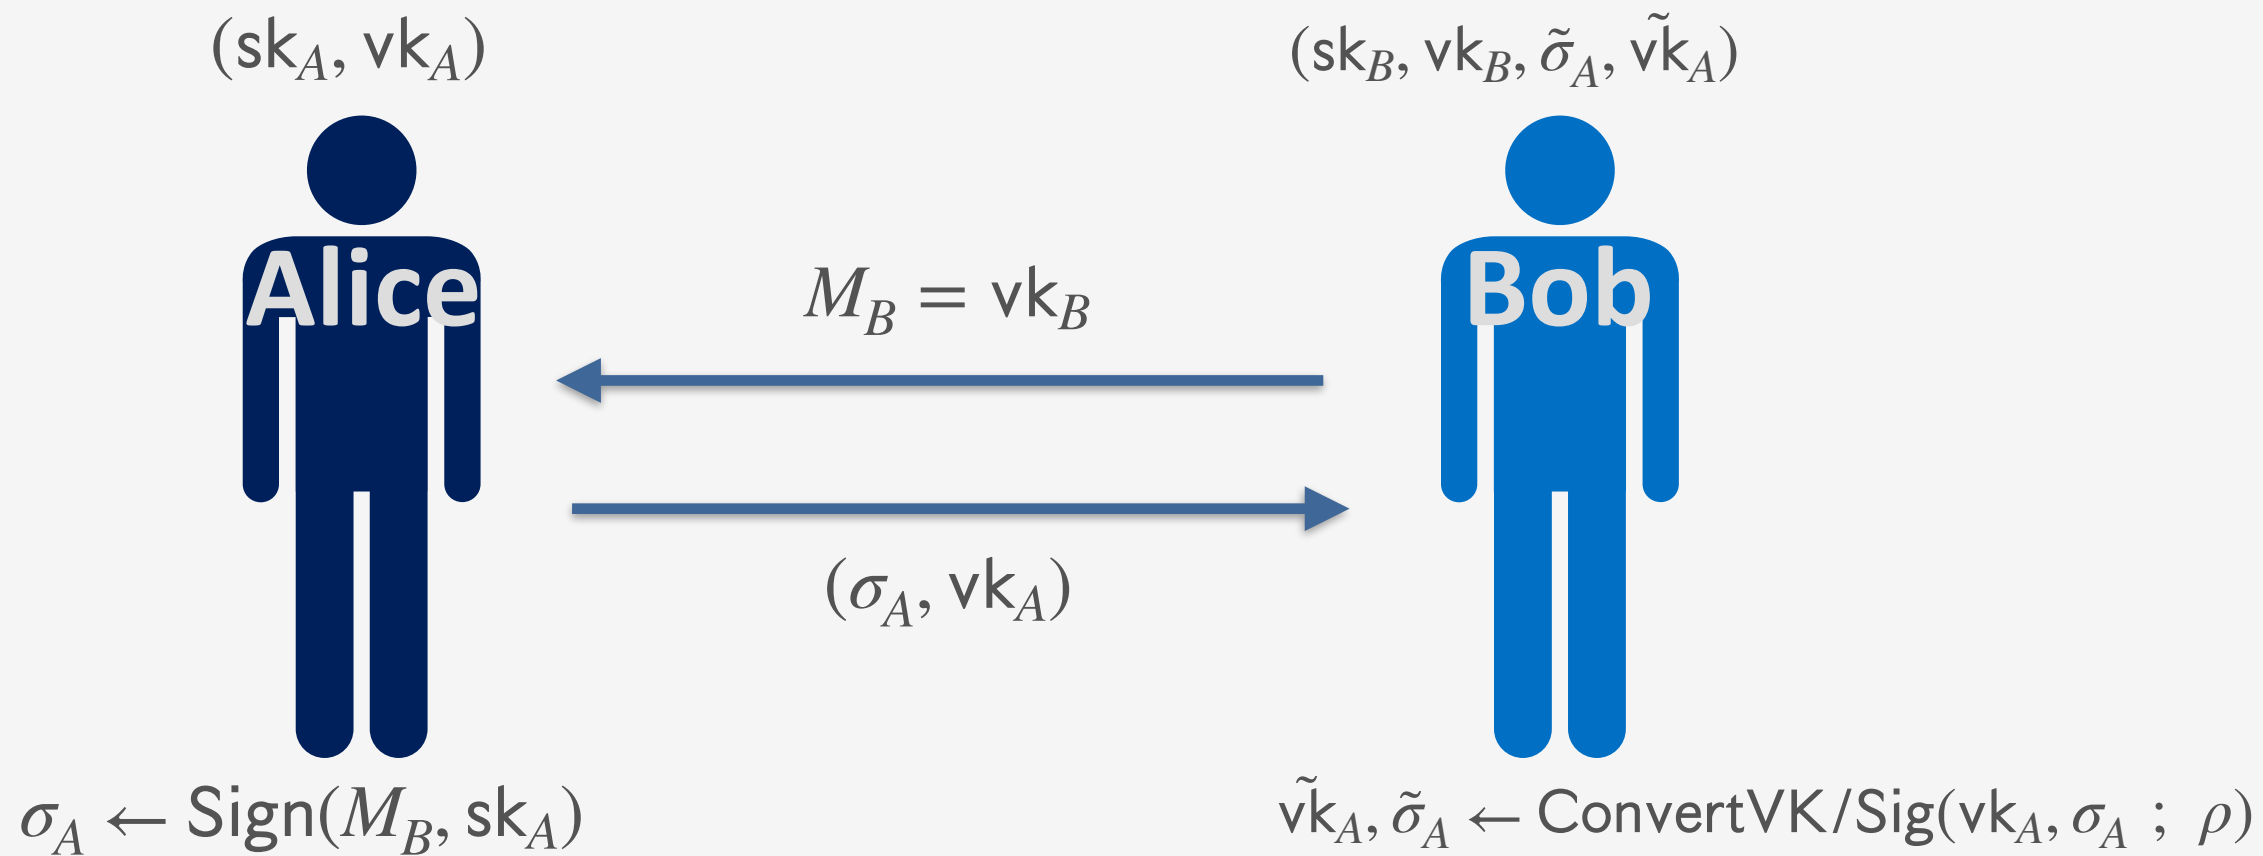 (sk_A, vk_A)
(sk_B, vk_B, σ̃_A, ṽk_A)
Alice
Bob
M_B = vk_B
(σ_A, vk_A)
σ_A ← Sign(M_B, sk_A)
ṽk_A, σ̃_A ← ConvertVK/Sig(vk_A, σ_A ; ρ)